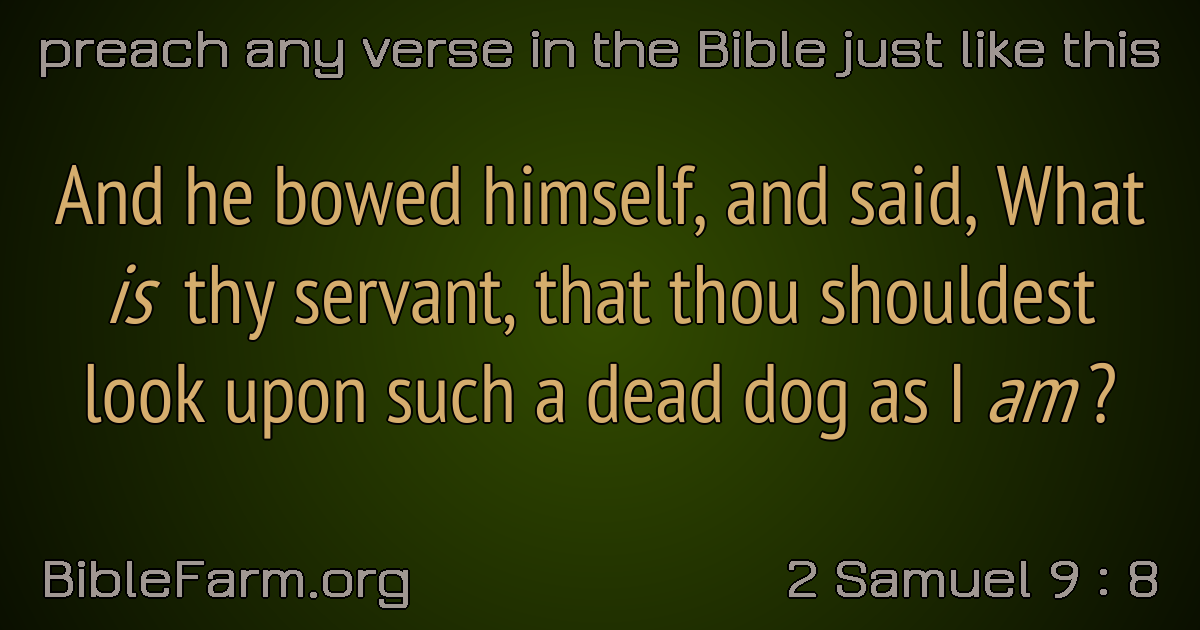 preach any verse in the Bible just like this
And he bowed himself, and said, What
is thy servant, that thou shouldest
look upon such a dead dog as I am?
BibleFarm.org
2 Samuel 9 : 8